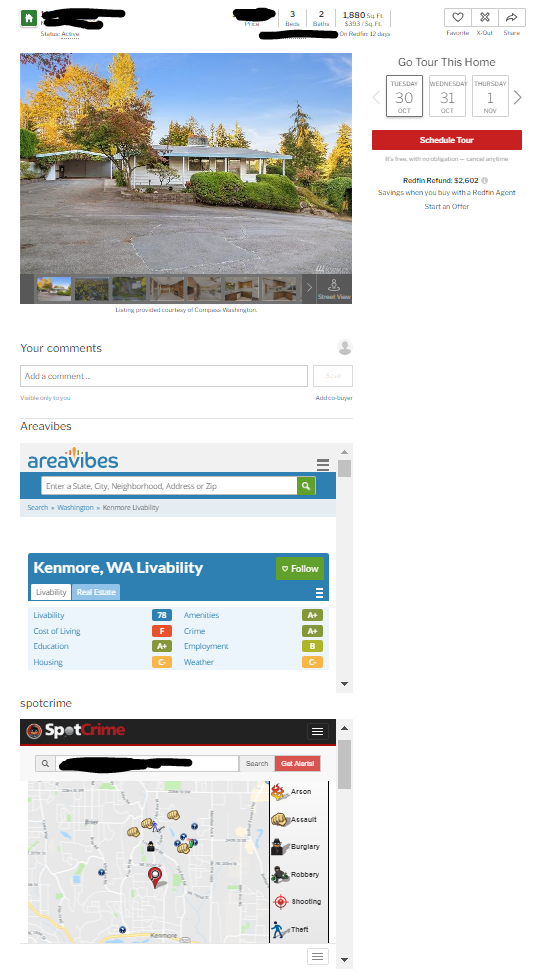 3
2
1,880 Sq. Ft.
Price
Beds
Baths
$393 / Sq. Ft.
Status: Active
On Redfin: 12 days
Favorite
X-Out
Share
Go Tour This Home
TUESDAY
30
OCT
WEDNESDAY
31
OCT
THURSDAY
1
NOV
Schedule Tour
It's free, with no obligation — cancel anytime
Redfin Refund: $2,602
Savings when you buy with a Redfin Agent
Start an Offer
Street View
Listing provided courtesy of Compass Washington.
Your comments
Add a comment ...
Save
Visible only to you
Add co-buyer
Areavibes
areavibes
Enter a State, City, Neighborhood, Address or Zip
Search » Washington » Kenmore Livability
Kenmore, WA Livability
Follow
Livability
Real Estate
Livability 78
Amenities A+
Cost of Living F
Crime A+
Education A+
Employment B
Housing C-
Weather C-
spotcrime
SpotCrime
Search
Get Alerts!
Arson
Assault
Burglary
Robbery
Shooting
Theft
Kenmore